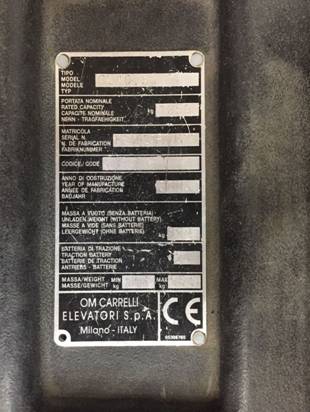 TIPO
MODEL
MODELE
TYP
PORTATA NOMINALE
RATED CAPACITY
CAPACITE NOMINALE
NENN - TRAGFAEHIGKEIT
kg
MATRICOLA
SERIAL N.
N. DE FABRICATION
FABRIKNUMMER
CODICE/CODE
ANNO DI COSTRUZIONE
YEAR OF MANUFACTURE
ANNEE DE FABRICATION
BAUJAHR
MASSA A VUOTO (SENZA BATTERIA)
UNLADEN WEIGHT (WITHOUT BATTERY)
MASSE A VIDE (SANS BATTERIE)
LEERGEWICHT (OHNE BATTERIE)
kg
BATTERIA DI TRAZIONE
TRACTION BATTERY
BATTERIE DE TRACTION
ANTRIEBS - BATTERIE
MASSA/WEIGHT MIN MAX
MASSE/GEWICHT kg kg
OM CARRELLI
ELEVATORI S.p.A.
Milano - ITALY
CE